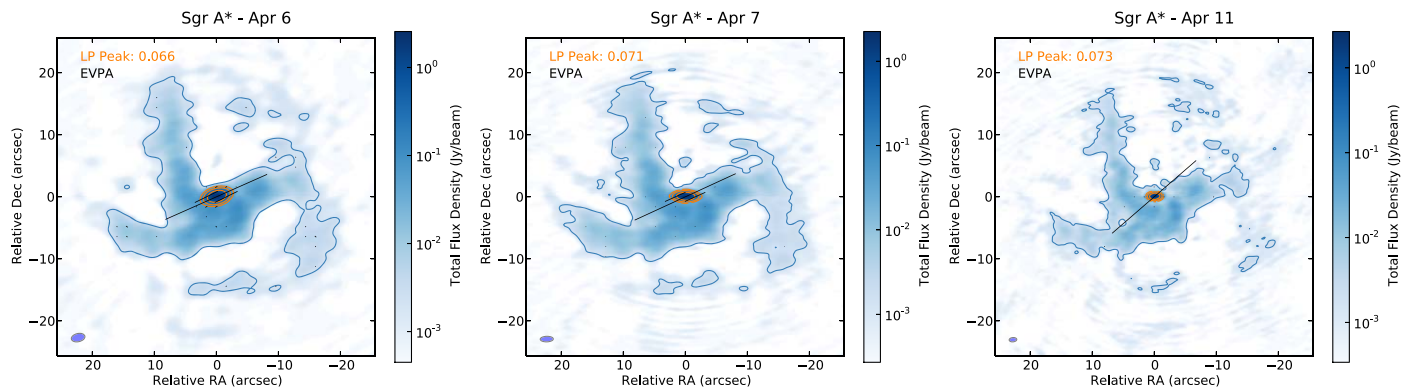 Sgr A* - Apr 6
LP Peak: 0.066
EVPA
20
10
0
−10
−20
Relative Dec (arcsec)
20 10 0 −10 −20
Relative RA (arcsec)
10⁰
10⁻¹
10⁻²
10⁻³
Total Flux Density (Jy/beam)
Sgr A* - Apr 7
LP Peak: 0.071
EVPA
20
10
0
−10
−20
Relative Dec (arcsec)
20 10 0 −10 −20
Relative RA (arcsec)
10⁰
10⁻¹
10⁻²
10⁻³
Total Flux Density (Jy/beam)
Sgr A* - Apr 11
LP Peak: 0.073
EVPA
20
10
0
−10
−20
Relative Dec (arcsec)
20 10 0 −10 −20
Relative RA (arcsec)
10⁰
10⁻¹
10⁻²
10⁻³
Total Flux Density (Jy/beam)